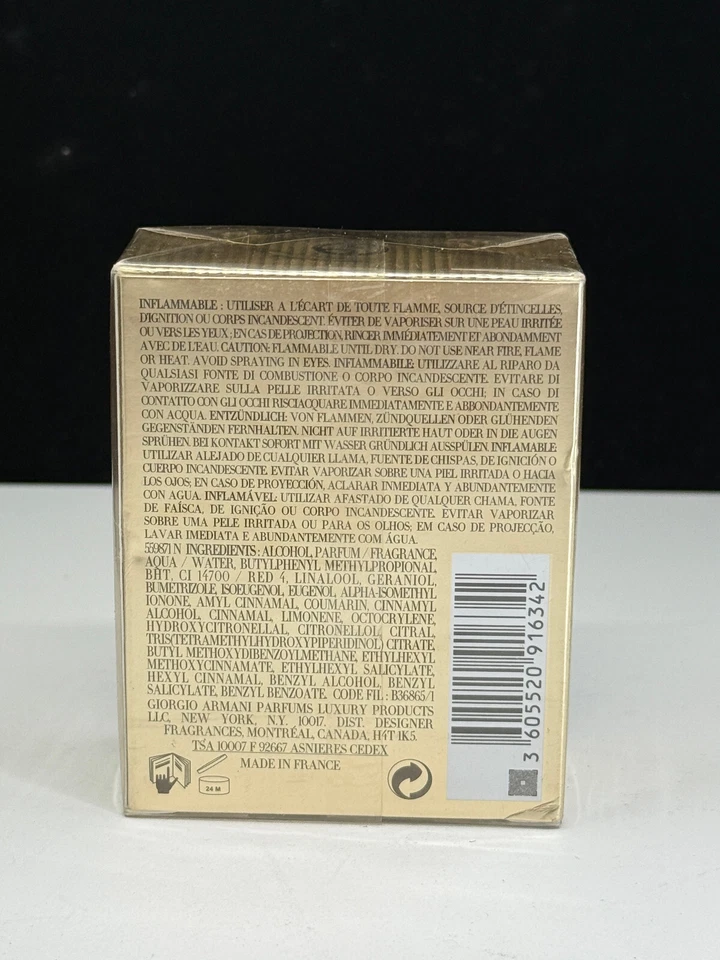 INFLAMMABLE : UTILISER A L'ÉCART DE TOUTE FLAMME, SOURCE D'ÉTINCELLES,
D'IGNITION OU CORPS INCANDESCENT. ÉVITER DE VAPORISER SUR UNE PEAU IRRITÉE
OU VERS LES YEUX ; EN CAS DE PROJECTION, RINCER IMMÉDIATEMENT ET ABONDAMMENT
AVEC DE L'EAU. CAUTION: FLAMMABLE UNTIL DRY. DO NOT USE NEAR FIRE, FLAME
OR HEAT. AVOID SPRAYING IN EYES. INFIAMMABILE: UTILIZZARE AL RIPARO DA
QUALSIASI FONTE DI COMBUSTIONE O CORPO INCANDESCENTE. EVITARE DI
VAPORIZZARE SULLA PELLE IRRITATA O VERSO GLI OCCHI; IN CASO DI
CONTATTO CON GLI OCCHI RISCIACQUARE IMMEDIATAMENTE E ABBONDANTEMENTE
CON ACQUA. ENTZÜNDLICH: VON FLAMMEN, ZÜNDQUELLEN ODER GLÜHENDEN
GEGENSTÄNDEN FERNHALTEN. NICHT AUF IRRITIERTE HAUT ODER IN DIE AUGEN
SPRÜHEN. BEI KONTAKT SOFORT MIT WASSER GRÜNDLICH AUSSPÜLEN. INFLAMABLE:
UTILIZAR ALEJADO DE CUALQUIER LLAMA, FUENTE DE CHISPAS, DE IGNICIÓN O
CUERPO INCANDESCENTE. EVITAR VAPORIZAR SOBRE UNA PIEL IRRITADA O HACIA
LOS OJOS; EN CASO DE PROYECCIÓN, ACLARAR INMEDIATA Y ABUNDANTEMENTE
CON AGUA. INFLAMÁVEL: UTILIZAR AFASTADO DE QUALQUER CHAMA, FONTE
DE FAÍSCA, DE IGNIÇÃO OU CORPO INCANDESCENTE. EVITAR VAPORIZAR
SOBRE UMA PELE IRRITADA OU PARA OS OLHOS; EM CASO DE PROJECÇÃO,
LAVAR IMEDIATA E ABUNDANTEMENTE COM ÁGUA.
559871 N INGREDIENTS : ALCOHOL, PARFUM / FRAGRANCE,
AQUA / WATER, BUTYLPHENYL METHYLPROPIONAL,
BHT, CI 14700 / RED 4, LINALOOL, GERANIOL,
BUMETRIZOLE, ISOEUGENOL, EUGENOL, ALPHA-ISOMETHYL
IONONE, AMYL CINNAMAL, COUMARIN, CINNAMYL
ALCOHOL, CINNAMAL, LIMONENE, OCTOCRYLENE,
HYDROXYCITRONELLAL, CITRONELLOL, CITRAL,
TRIS(TETRAMETHYLHYDROXYPIPERIDINOL) CITRATE,
BUTYL METHOXYDIBENZOYLMETHANE, ETHYLHEXYL
METHOXYCINNAMATE, ETHYLHEXYL SALICYLATE,
HEXYL CINNAMAL, BENZYL ALCOHOL, BENZYL
SALICYLATE, BENZYL BENZOATE. CODE FIL : B36865/1
GIORGIO ARMANI PARFUMS LUXURY PRODUCTS
LLC, NEW YORK, N.Y. 10017. DIST. DESIGNER
FRAGRANCES, MONTRÉAL, CANADA, H4T 1K5.
TSA 10007 F 92667 ASNIERES CEDEX
MADE IN FRANCE
24 M
3 605520 916342